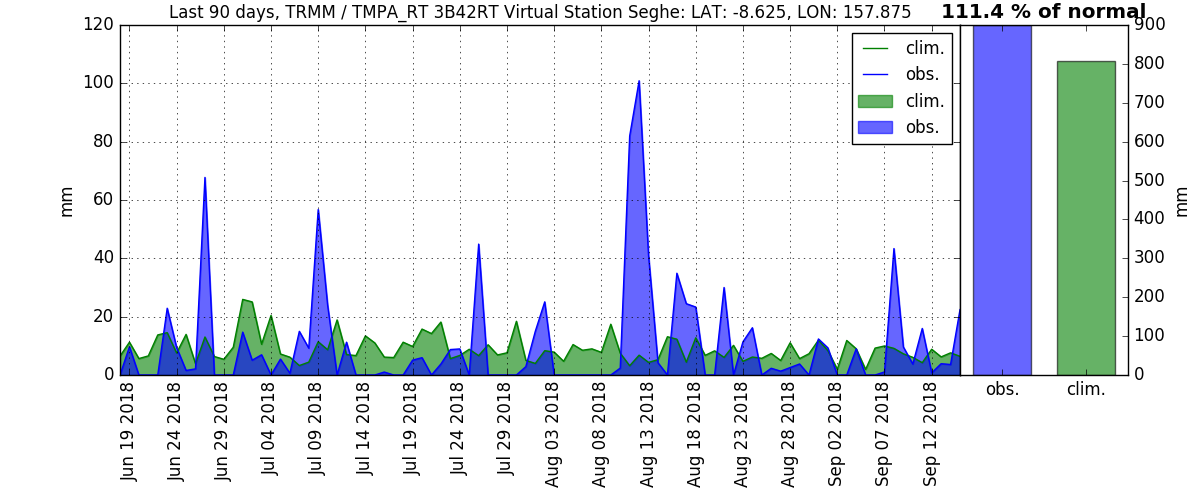 Last 90 days, TRMM / TMPA_RT 3B42RT Virtual Station Seghe: LAT: -8.625, LON: 157.875
111.4 % of normal
120
100
80
60
40
20
0
mm
clim.
obs.
clim.
obs.
900
800
700
600
500
400
300
200
100
0
mm
obs.
clim.
Jun 19 2018
Jun 24 2018
Jun 29 2018
Jul 04 2018
Jul 09 2018
Jul 14 2018
Jul 19 2018
Jul 24 2018
Jul 29 2018
Aug 03 2018
Aug 08 2018
Aug 13 2018
Aug 18 2018
Aug 23 2018
Aug 28 2018
Sep 02 2018
Sep 07 2018
Sep 12 2018